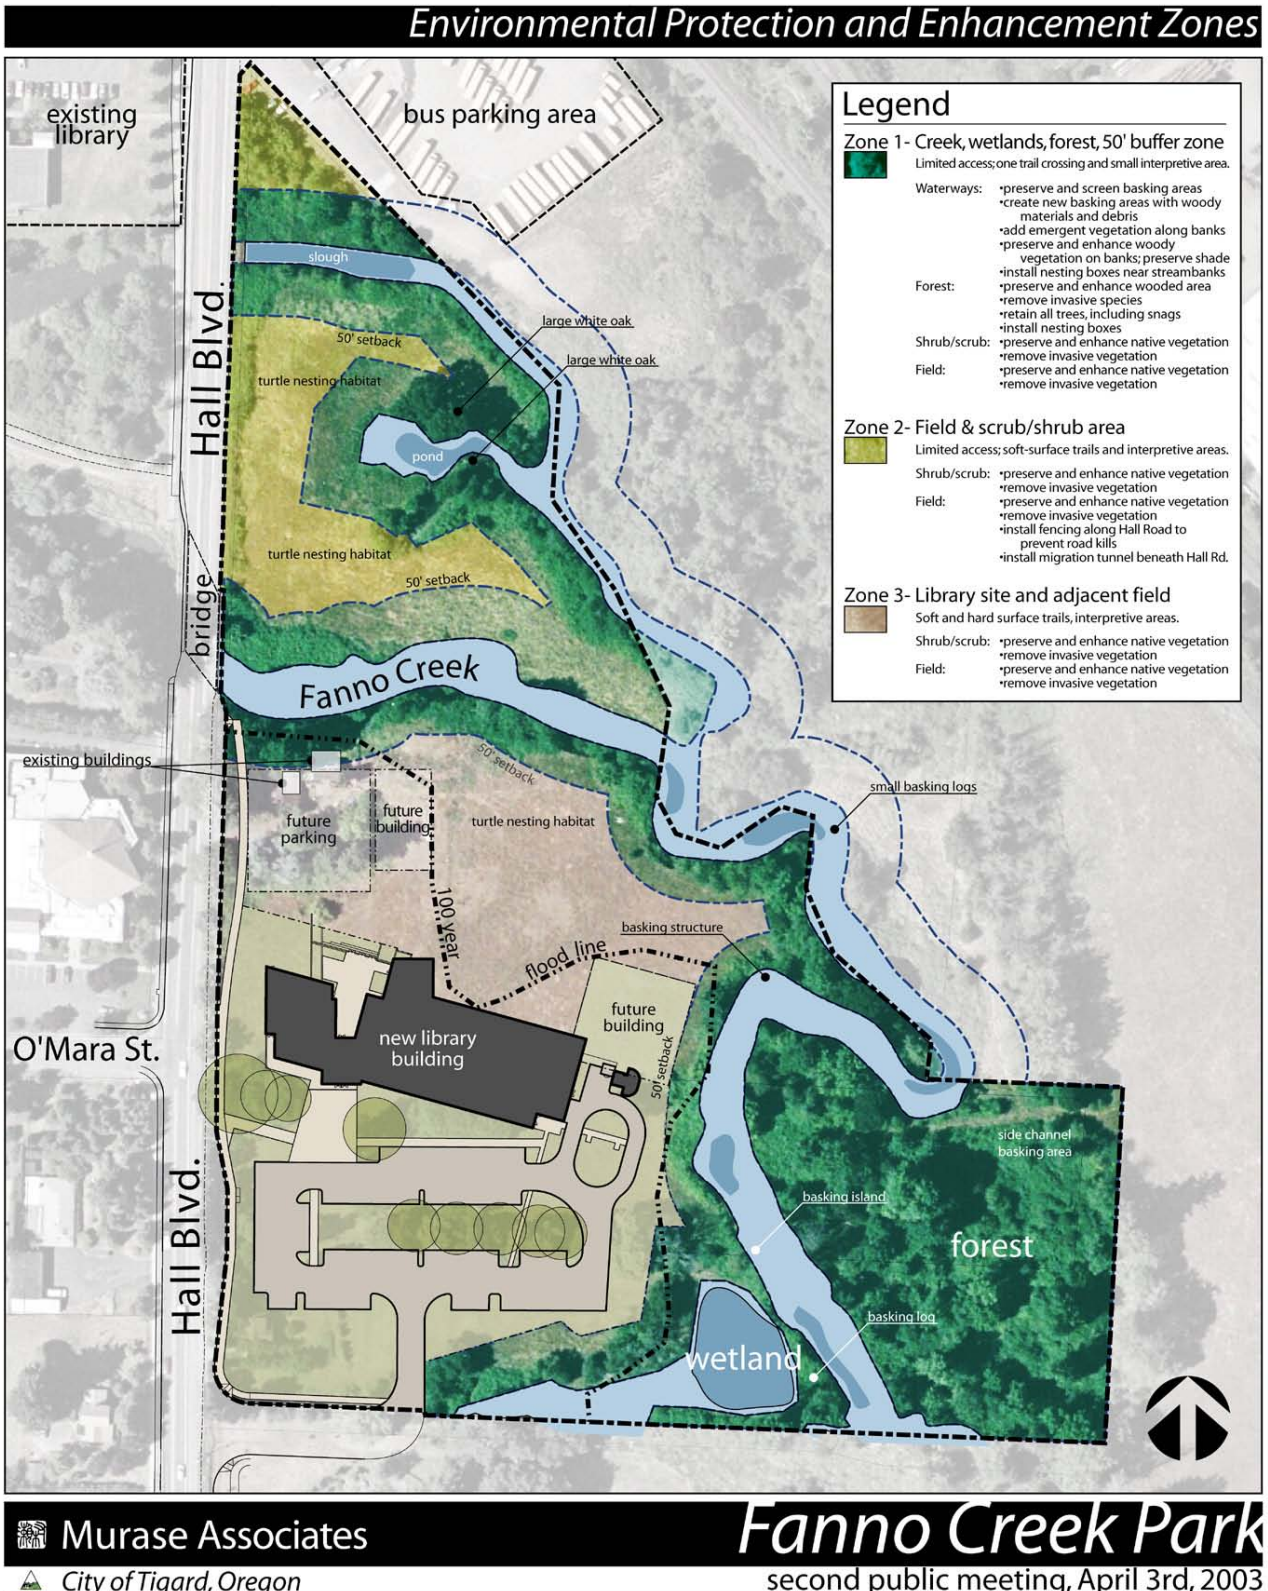 Environmental Protection and Enhancement Zones
existing
library
bus parking area
Legend
Zone 1- Creek, wetlands, forest, 50' buffer zone
Limited access; one trail crossing and small interpretive area.
Waterways: •preserve and screen basking areas
•create new basking areas with woody
materials and debris
•add emergent vegetation along banks
•preserve and enhance woody
vegetation on banks; preserve shade
•install nesting boxes near streambanks
Forest: •preserve and enhance wooded area
•remove invasive species
•retain all trees, including snags
•install nesting boxes
Shrub/scrub: •preserve and enhance native vegetation
•remove invasive vegetation
Field: •preserve and enhance native vegetation
•remove invasive vegetation
Zone 2- Field & scrub/shrub area
Limited access; soft-surface trails and interpretive areas.
Shrub/scrub: •preserve and enhance native vegetation
•remove invasive vegetation
Field: •preserve and enhance native vegetation
•remove invasive vegetation
•install fencing along Hall Road to
prevent road kills
•install migration tunnel beneath Hall Rd.
Zone 3- Library site and adjacent field
Soft and hard surface trails, interpretive areas.
Shrub/scrub: •preserve and enhance native vegetation
•remove invasive vegetation
Field: •preserve and enhance native vegetation
•remove invasive vegetation
slough
Hall Blvd.
large white oak
50' setback
large white oak
turtle nesting habitat
pond
turtle nesting habitat
50' setback
bridge
Fanno Creek
50' setback
existing buildings
small basking logs
future
parking
future
building
turtle nesting habitat
100 year
flood line
basking structure
future
building
new library
building
50' setback
O'Mara St.
side channel
basking area
Hall Blvd.
basking island
forest
basking log
wetland
Murase Associates
Fanno Creek Park
City of Tigard, Oregon
second public meeting, April 3rd, 2003